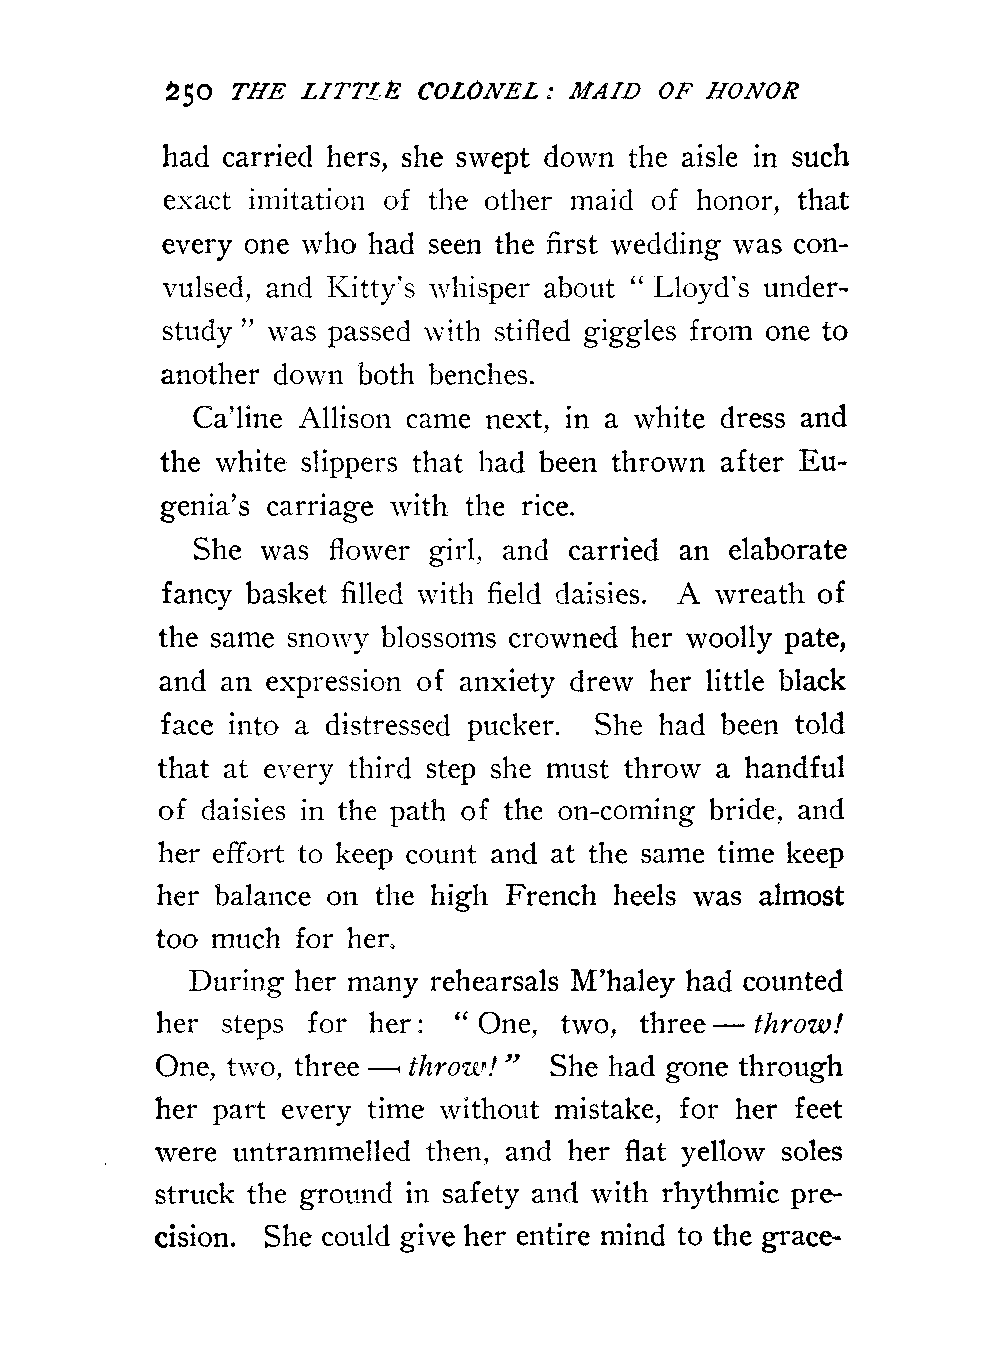 250 THE LITTLE COLONEL: MAID OF HONOR
had carried hers, she swept down the aisle in such
exact imitation of the other maid of honor, that
every one who had seen the first wedding was con-
vulsed, and Kitty's whisper about " Lloyd's under-
study " was passed with stifled giggles from one to
another down both benches.
Ca'line Allison came next, in a white dress and
the white slippers that had been thrown after Eu-
genia's carriage with the rice.
She was flower girl, and carried an elaborate
fancy basket filled with field daisies. A wreath of
the same snowy blossoms crowned her woolly pate,
and an expression of anxiety drew her little black
face into a distressed pucker. She had been told
that at every third step she must throw a handful
of daisies in the path of the on-coming bride, and
her effort to keep count and at the same time keep
her balance on the high French heels was almost
too much for her.
During her many rehearsals M'haley had counted
her steps for her: " One, two, three — throw!
One, two, three — throw! " She had gone through
her part every time without mistake, for her feet
were untrammelled then, and her flat yellow soles
struck the ground in safety and with rhythmic pre-
cision. She could give her entire mind to the grace-